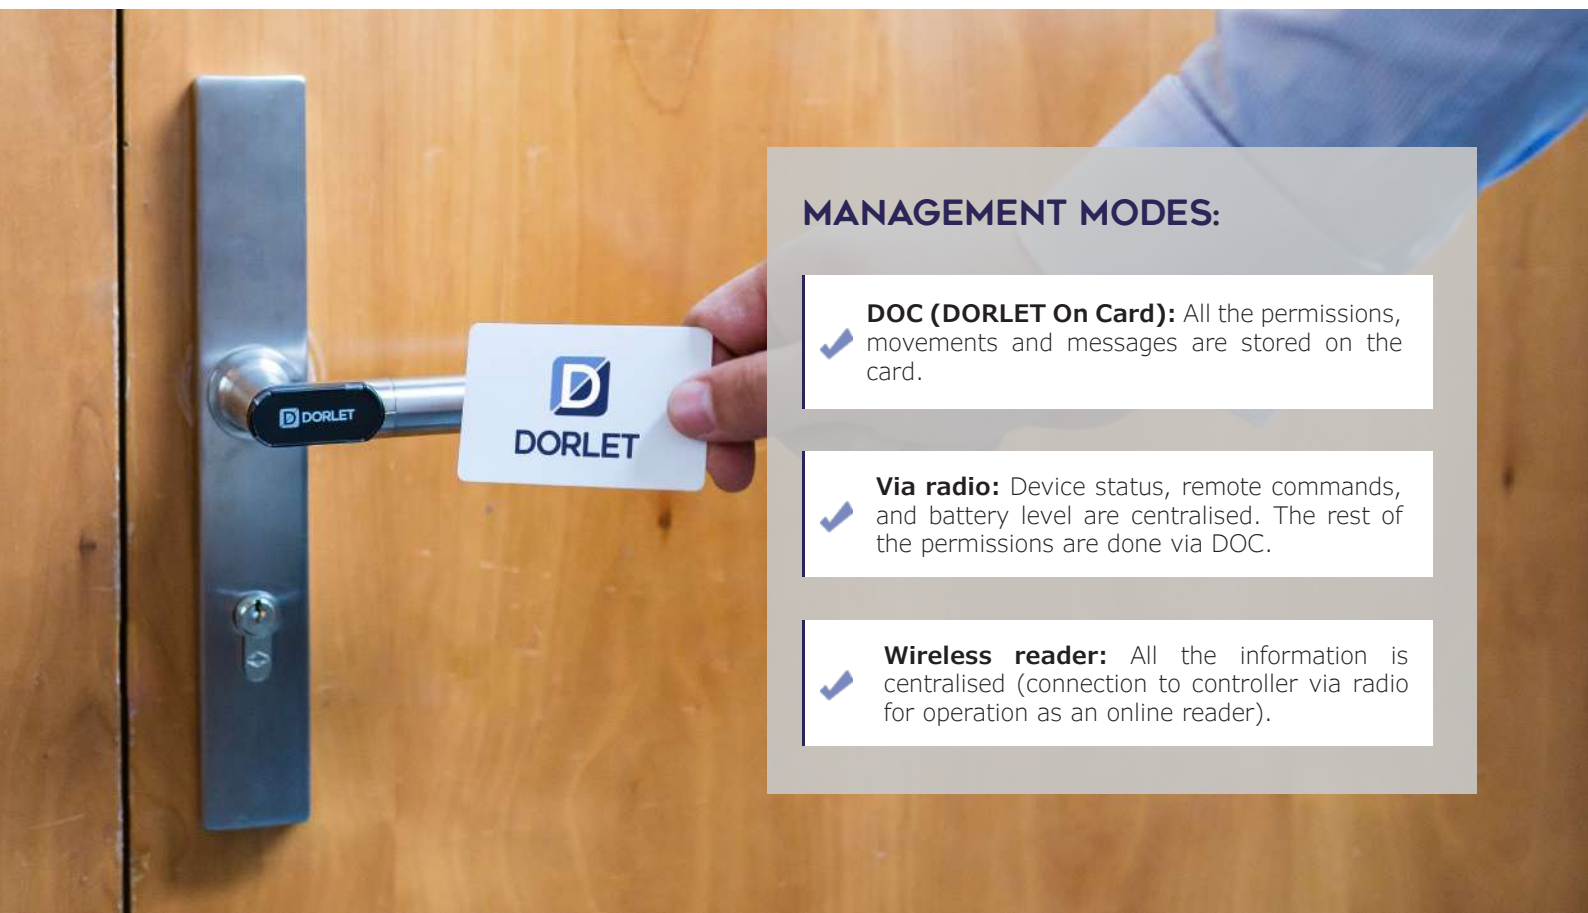 MANAGEMENT MODES:
DOC (DORLET On Card): All the permissions,
movements and messages are stored on the
card.
Via radio: Device status, remote commands,
and battery level are centralised. The rest of
the permissions are done via DOC.
Wireless reader: All the information is
centralised (connection to controller via radio
for operation as an online reader).
DORLET
DORLET